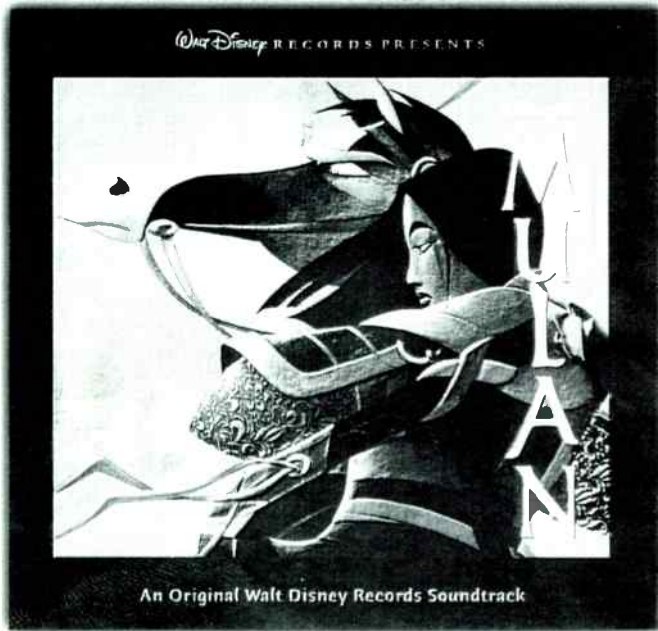 Walt Disney RECORDS PRESENTS
MULAN
An Original Walt Disney Records Soundtrack